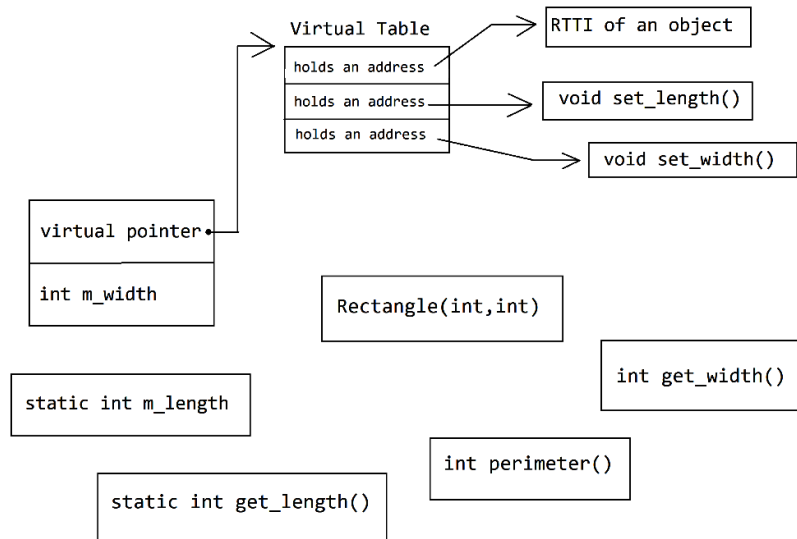 Virtual Table
RTTI of an object
holds an address
holds an address
void set_length()
holds an address
void set_width()
virtual pointer
int m_width
Rectangle(int,int)
int get_width()
static int m_length
int perimeter()
static int get_length()